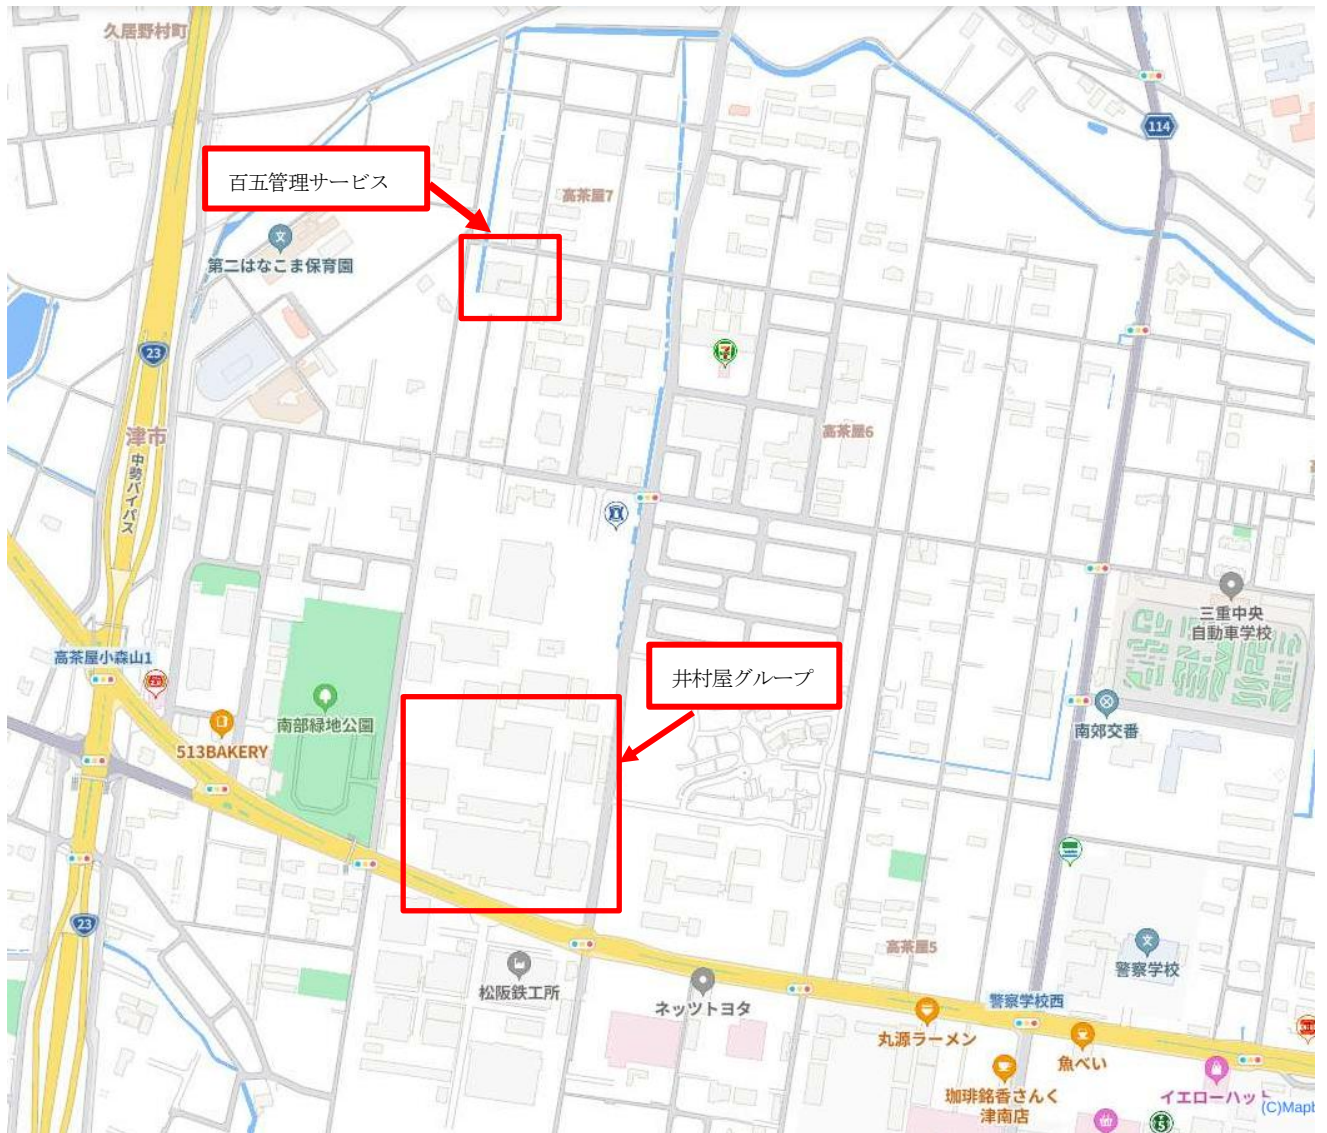 久居野村町
114
百五管理サービス
高茶屋7
第二はなこま保育園
23
7
津市
中勢バイパス
高茶屋6
三重中央
自動車学校
井村屋グループ
高茶屋小森山1
南部緑地公園
513BAKERY
南郊交番
23
高茶屋5
警察学校
松阪鉄工所
ネッツトヨタ
警察学校西
丸源ラーメン
魚べい
珈琲銘香さんく
津南店
イエローハット
(C)Mapb
5